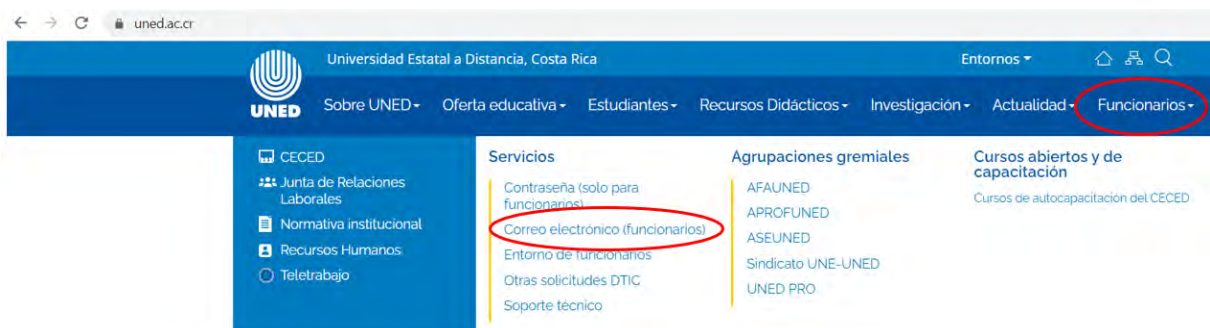 uned.ac.cr
Universidad Estatal a Distancia, Costa Rica
Entornos
UNED
Sobre UNED
Oferta educativa
Estudiantes
Recursos Didácticos
Investigación
Actualidad
Funcionarios
CECED
Junta de Relaciones
Laborales
Normativa institucional
Recursos Humanos
Teletrabajo
Servicios
Contraseña (solo para
funcionarios)
Correo electrónico (funcionarios)
Entorno de funcionarios
Otras solicitudes DTIC
Soporte técnico
Agrupaciones gremiales
AFAUNED
APROFUNED
ASEUNED
Sindicato UNE-UNED
UNED PRO
Cursos abiertos y de
capacitación
Cursos de autocapacitación del CECED